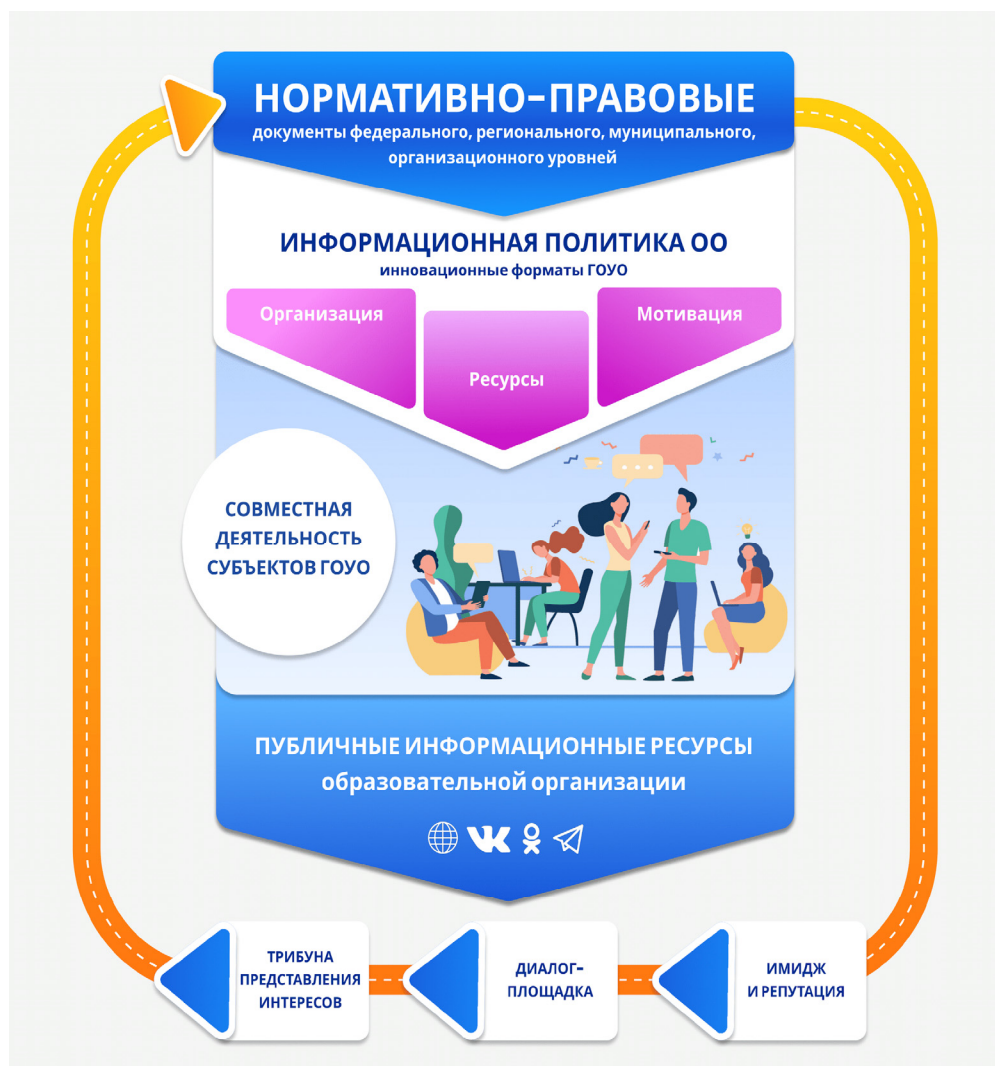 НОРМАТИВНО-ПРАВОВЫЕ
документы федерального, регионального, муниципального,
организационного уровней
ИНФОРМАЦИОННАЯ ПОЛИТИКА ОО
инновационные форматы ГОУО
Организация
Ресурсы
Мотивация
СОВМЕСТНАЯ
ДЕЯТЕЛЬНОСТЬ
СУБЪЕКТОВ ГОУО
ПУБЛИЧНЫЕ ИНФОРМАЦИОННЫЕ РЕСУРСЫ
образовательной организации
ТРИБУНА
ПРЕДСТАВЛЕНИЯ
ИНТЕРЕСОВ
ДИАЛОГ-
ПЛОЩАДКА
ИМИДЖ
И РЕПУТАЦИЯ